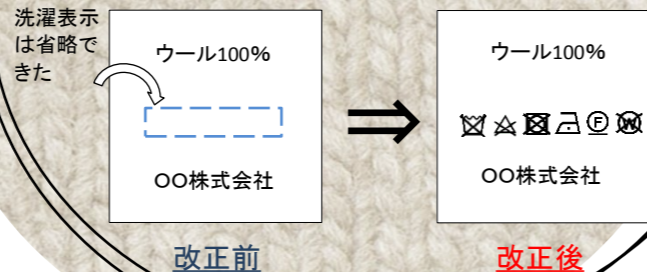 洗濯表示
は省略で
きた
ウール100%
OO株式会社
改正前
⇒
ウール100%
OO株式会社
改正後